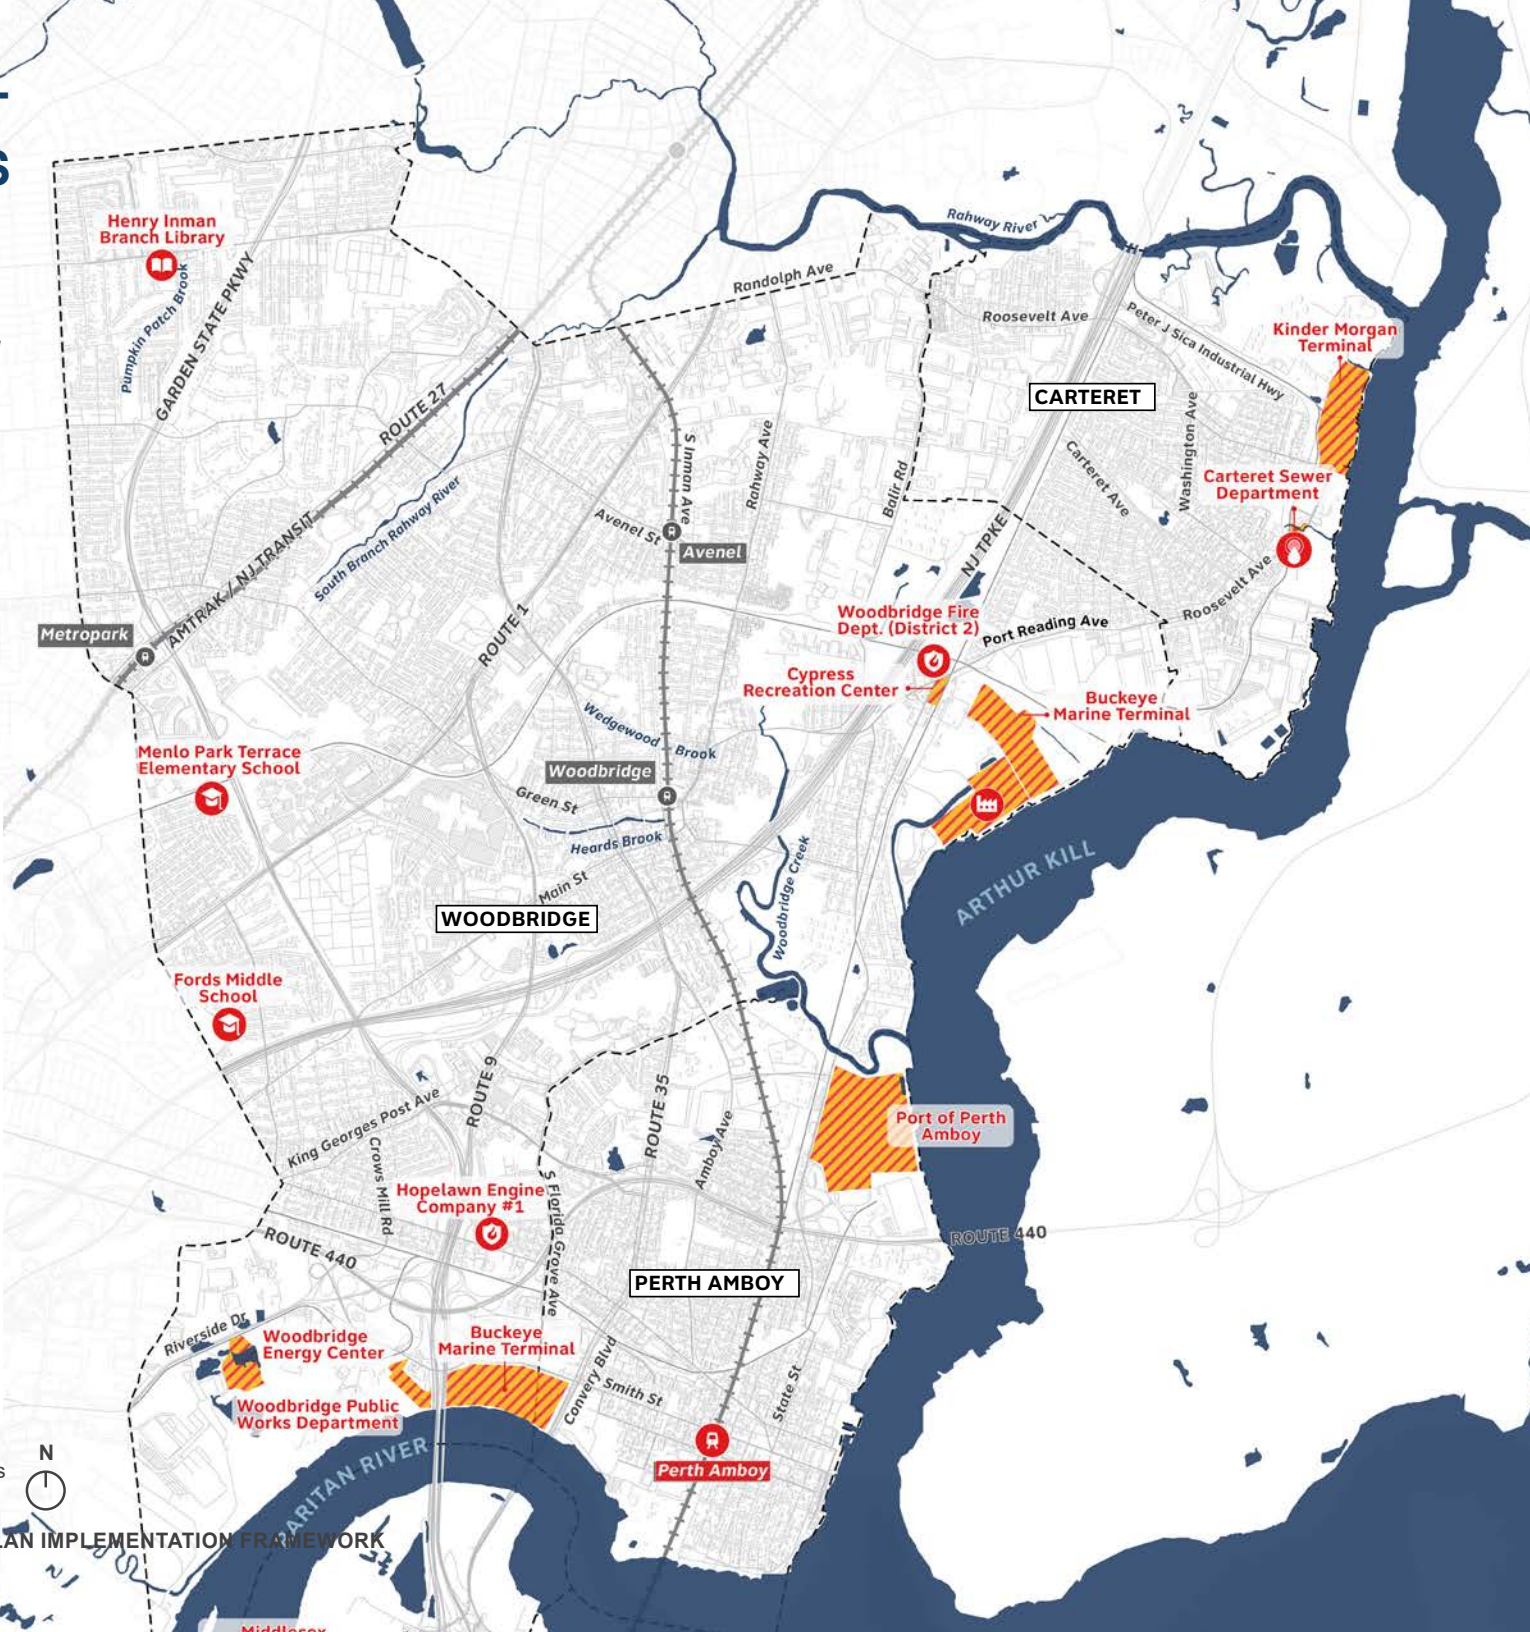 S
Henry Inman
Branch Library
Pumpkin Patch Brook
GARDEN STATE PKWY
ROUTE 27
Rahway River
Randolph Ave
Roosevelt Ave
Peter J Sica Industrial Hwy
Kinder Morgan
Terminal
CARTERET
Washington Ave
Carteret Ave
Carteret Sewer
Department
S Inman Ave
Rahway Ave
Balir Rd
Avenel St
Avenel
NJ TPKE
South Branch Rahway River
AMTRAK / NJ TRANSIT
Metropark
ROUTE 1
Roosevelt Ave
Woodbridge Fire
Dept. (District 2)
Port Reading Ave
Cypress
Recreation Center
Buckeye
Marine Terminal
Wedgewood Brook
Menlo Park Terrace
Elementary School
Woodbridge
Green St
Heards Brook
Main St
Woodbridge Creek
ARTHUR KILL
WOODBRIDGE
Fords Middle
School
ROUTE 9
ROUTE 35
King Georges Post Ave
Crows Mill Rd
Amboy Ave
Port of Perth
Amboy
Hopelawn Engine
Company #1
S Florida Grove Ave
ROUTE 440
ROUTE 440
PERTH AMBOY
Riverside Dr
Woodbridge
Energy Center
Buckeye
Marine Terminal
Convery Blvd
Smith St
State St
Woodbridge Public
Works Department
Perth Amboy
N
s
RARITAN RIVER
LAN IMPLEMENTATION FRAMEWORK
Middlesex